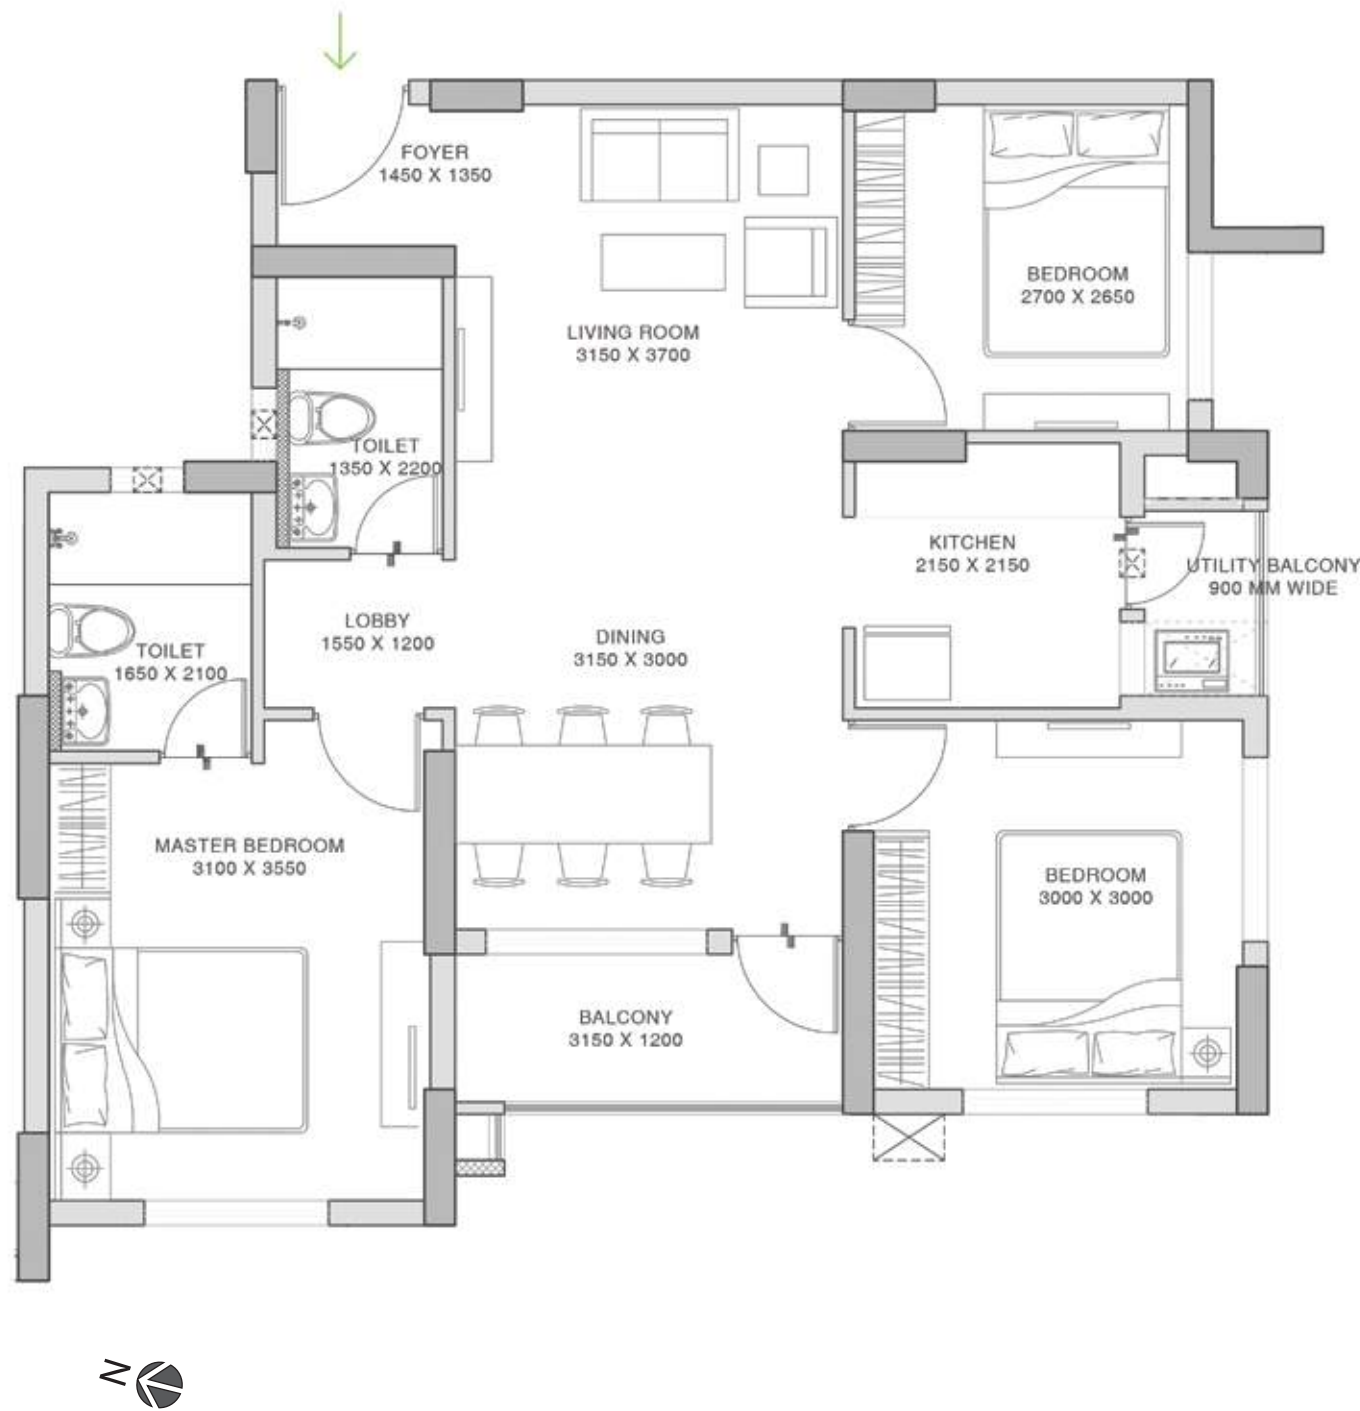 FOYER
1450 X 1350
BEDROOM
2700 X 2650
LIVING ROOM
3150 X 3700
TOILET
1350 X 2200
KITCHEN
2150 X 2150
UTILITY BALCONY
900 MM WIDE
LOBBY
1550 X 1200
DINING
3150 X 3000
TOILET
1650 X 2100
MASTER BEDROOM
3100 X 3550
BEDROOM
3000 X 3000
BALCONY
3150 X 1200
N